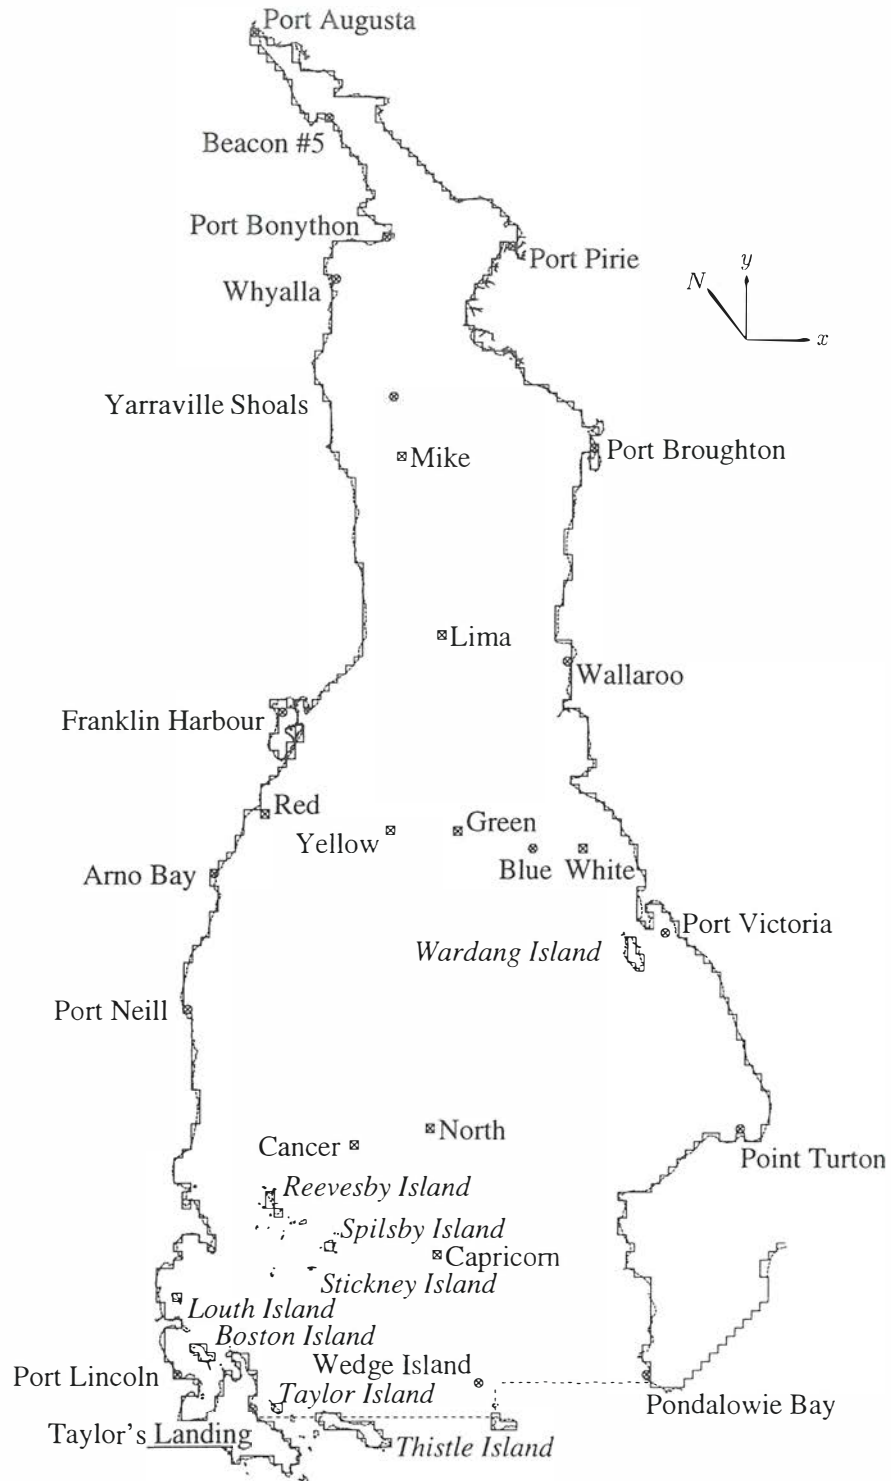 Port Augusta
Beacon #5
Port Bonython
Port Pirie
y
N
x
Whyalla
Yarraville Shoals
Mike
Port Broughton
Lima
Wallaroo
Franklin Harbour
Red
Yellow
Green
Blue
White
Arno Bay
Port Victoria
Wardang Island
Port Neill
North
Cancer
Point Turton
Reevesby Island
Spilsby Island
Capricorn
Stickney Island
Louth Island
Boston Island
Port Lincoln
Wedge Island
Taylor Island
Pondalowie Bay
Taylor's Landing
Thistle Island